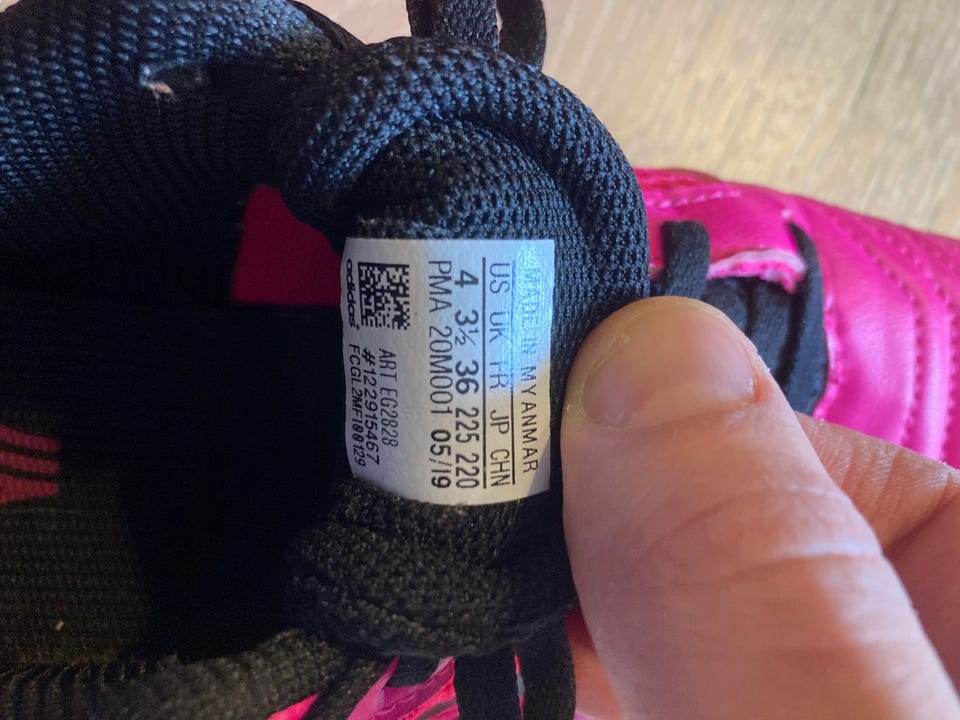 MADE IN MYANMAR
US UK FR JP CHN
4 3½ 36 225 220
PMA 20M001 05/19
ART EG2828
#122915467
adidas FCGL2MFI00129